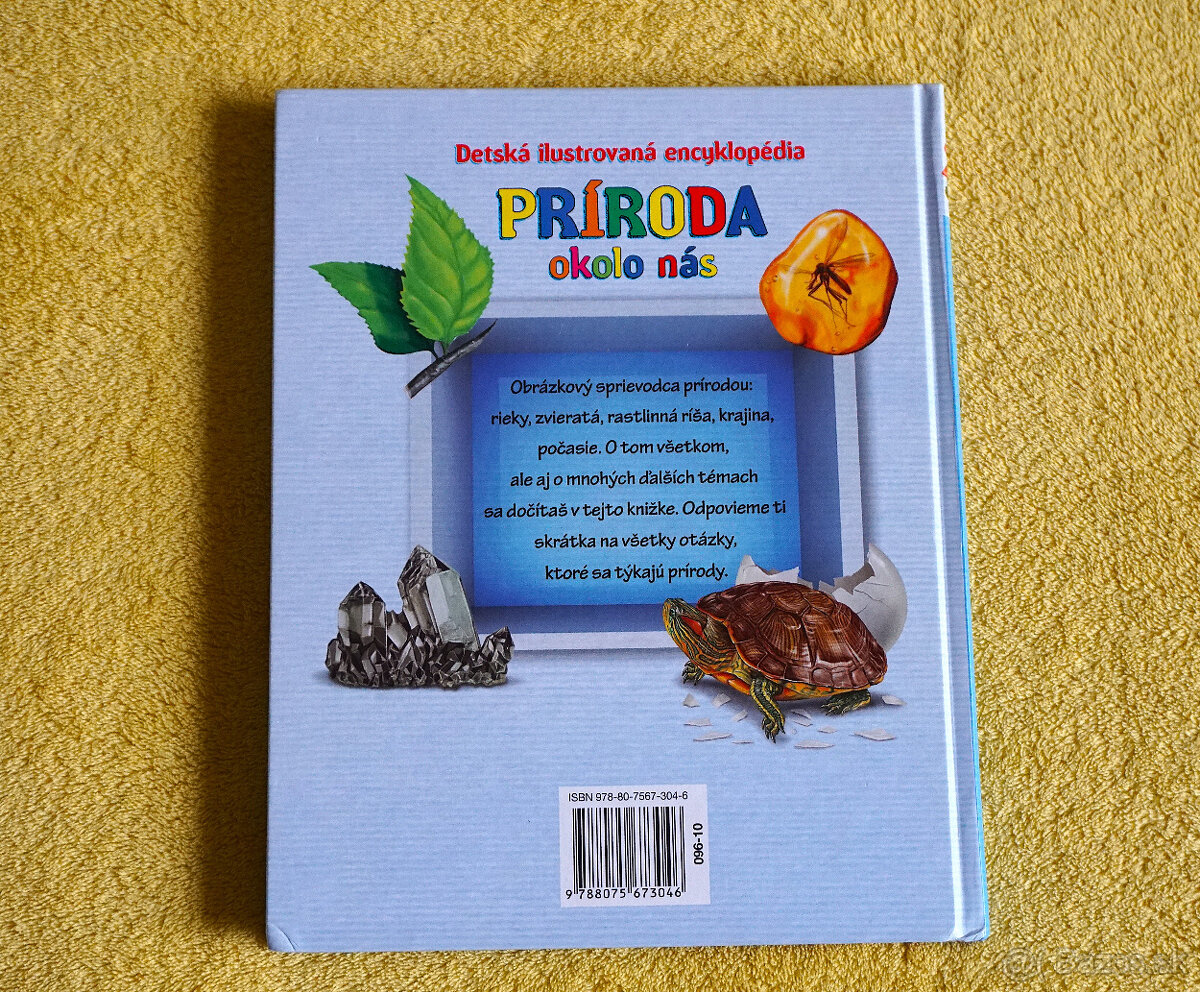 Detská ilustrovaná encyklopédia
PRÍRODA
okolo nás
Obrázkový sprievodca prírodou:
rieky, zvieratá, rastlinná ríša, krajina,
počasie. O tom všetkom,
ale aj o mnohých ďalších témach
sa dočítaš v tejto knižke. Odpovieme ti
skrátka na všetky otázky,
ktoré sa týkajú prírody.
ISBN 978-80-7567-304-6
096-10
9 788075 673046
Bazos.sk